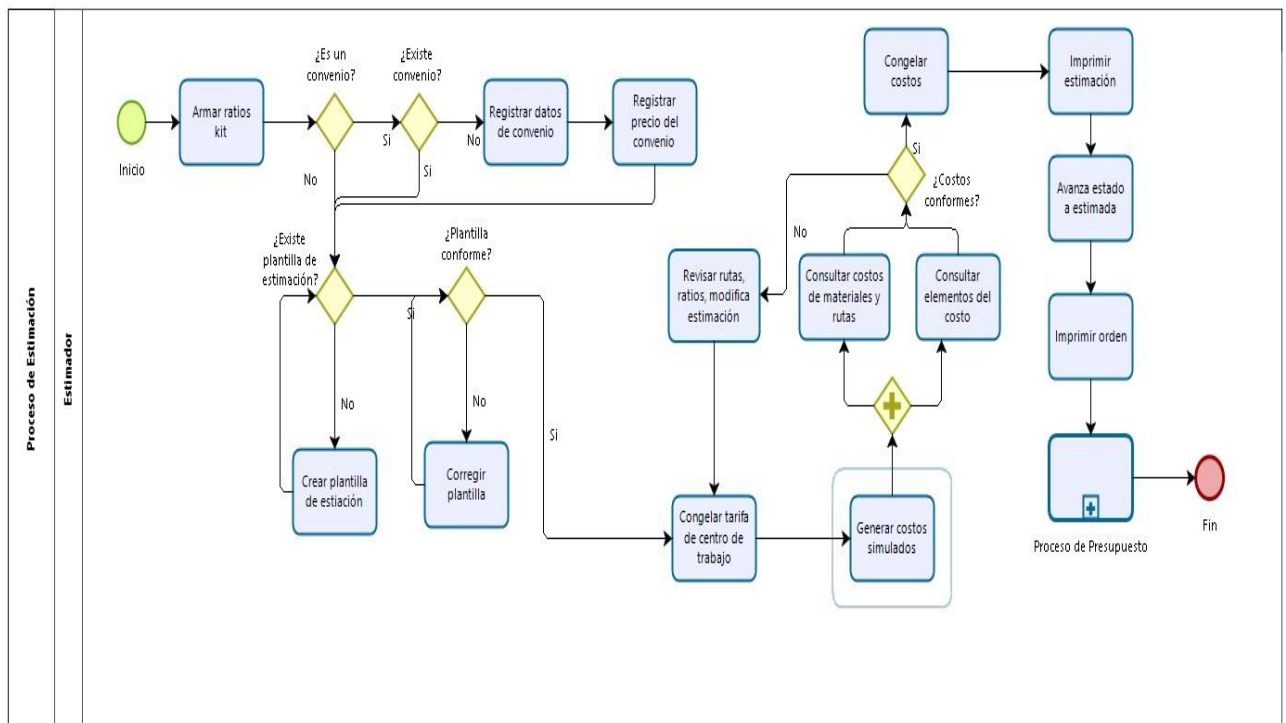 Proceso de Estimación
Estimador
Inicio
Armar ratios
kit
¿Es un
convenio?
¿Existe
convenio?
Si
No
Registrar datos
de convenio
Registrar
precio del
convenio
No
Si
¿Existe
plantilla de
estimación?
Si
¿Plantilla
conforme?
No
Crear plantilla
de estiación
No
Corregir
plantilla
Si
Revisar rutas,
ratios, modifica
estimación
Congelar tarifa
de centro de
trabajo
Generar costos
simulados
Consultar costos
de materiales y
rutas
Consultar
elementos del
costo
¿Costos
conformes?
No
Si
Congelar
costos
Imprimir
estimación
Avanza estado
a estimada
Imprimir orden
Proceso de Presupuesto
Fin